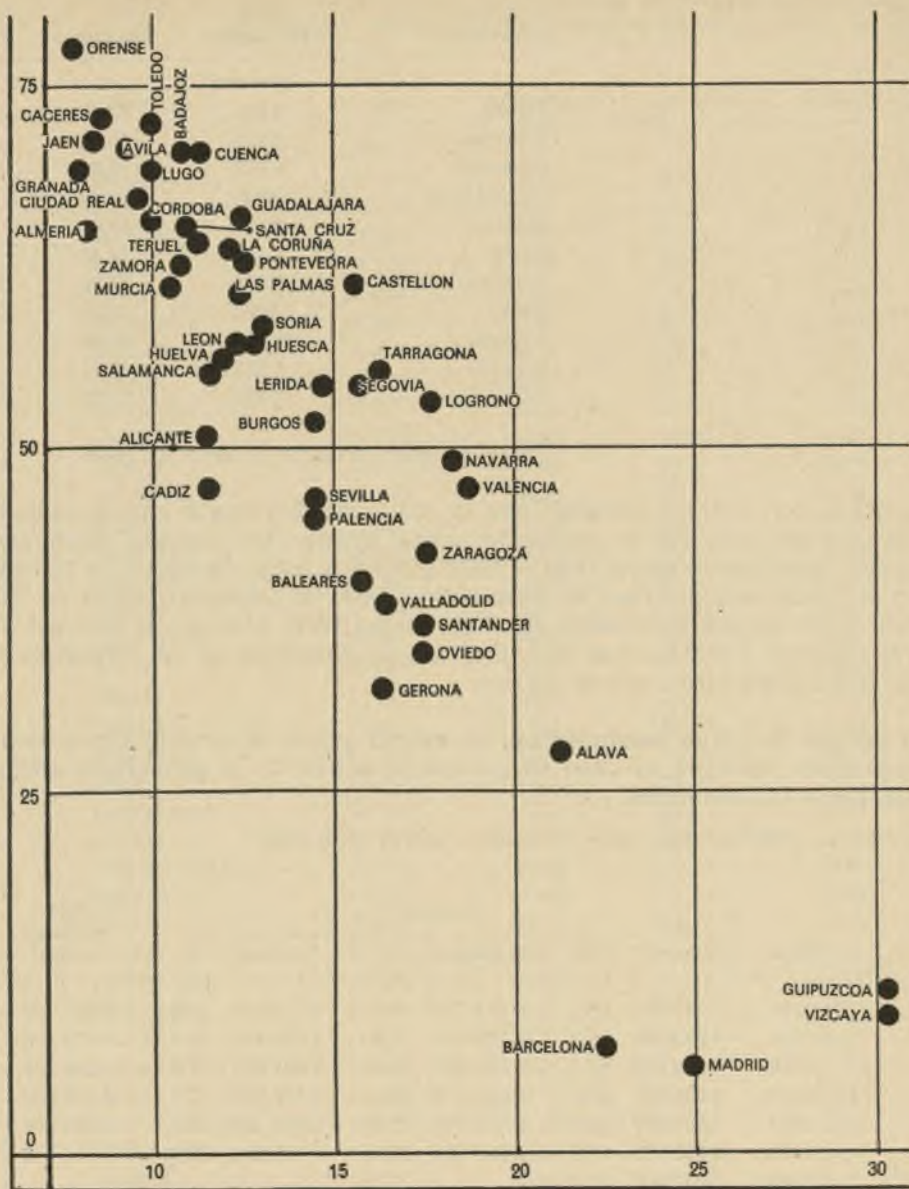 ORENSE
TOLEDO
BADAJOZ
75
CACERES
JAEN
AVILA
CUENCA
GRANADA
LUGO
CIUDAD REAL
CORDOBA
GUADALAJARA
ALMERIA
SANTA CRUZ
TERUEL
LA CORUÑA
ZAMORA
PONTEVEDRA
MURCIA
LAS PALMAS
CASTELLON
SORIA
LEON
HUESCA
HUELVA
TARRAGONA
SALAMANCA
LERIDA
SEGOVIA
LOGRONO
BURGOS
ALICANTE
50
NAVARRA
CADIZ
VALENCIA
SEVILLA
PALENCIA
ZARAGOZA
BALEARES
VALLADOLID
SANTANDER
OVIEDO
GERONA
ALAVA
25
GUIPUZCOA
VIZCAYA
BARCELONA
MADRID
0
10 15 20 25 30